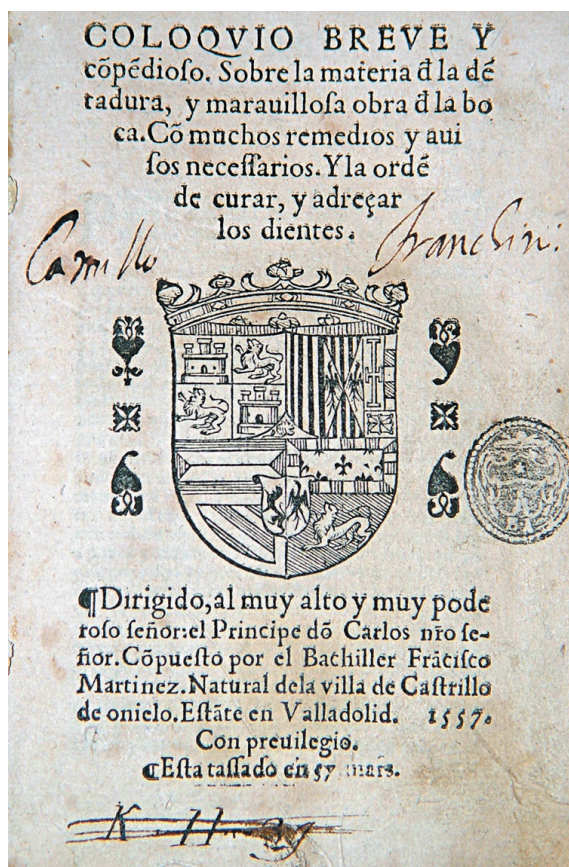 COLOQVIO BREVE Y
cõpẽdioſo. Sobre la materia đ la dẽ
tadura, y marauilloſa obra đ la bo
ca. Cõ muchos remedios y aui
ſos neceſſarios. Y la ordẽ
de curar, y adreçar
los dientes.
Camillo franchini.
¶Dirigido, al muy alto y muy pode
roſo ſeñor: el Principe dõ Carlos nr̃o ſe-
ñor. Cõpueſto por el Bachiller Frãciſco
Martinez. Natural dela villa de Caſtrillo
de onielo. Eſtãte en Valladolid. 1557.
Con preuilegio.
¶Eſta taſſado en 57 mars.